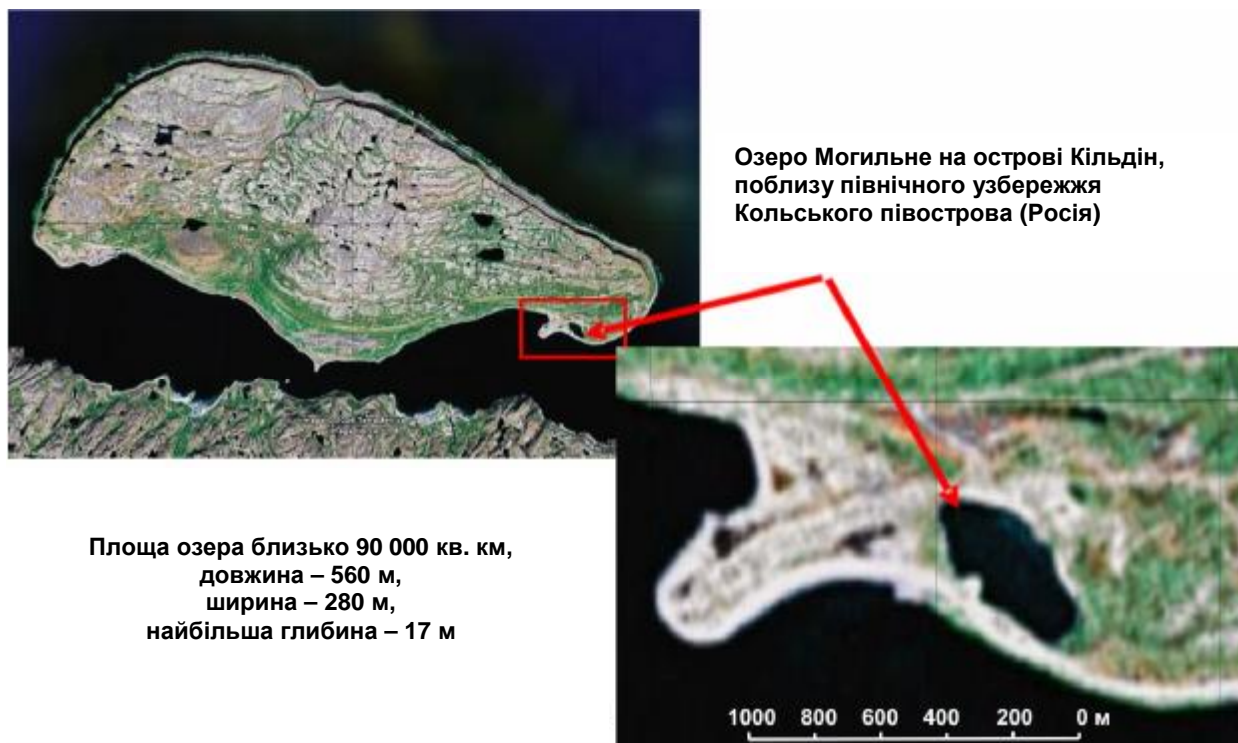 Озеро Могильне на острові Кільдін,
поблизу північного узбережжя
Кольського півострова (Росія)
Площа озера близько 90 000 кв. км,
довжина – 560 м,
ширина – 280 м,
найбільша глибина – 17 м
1000 800 600 400 200 0 м